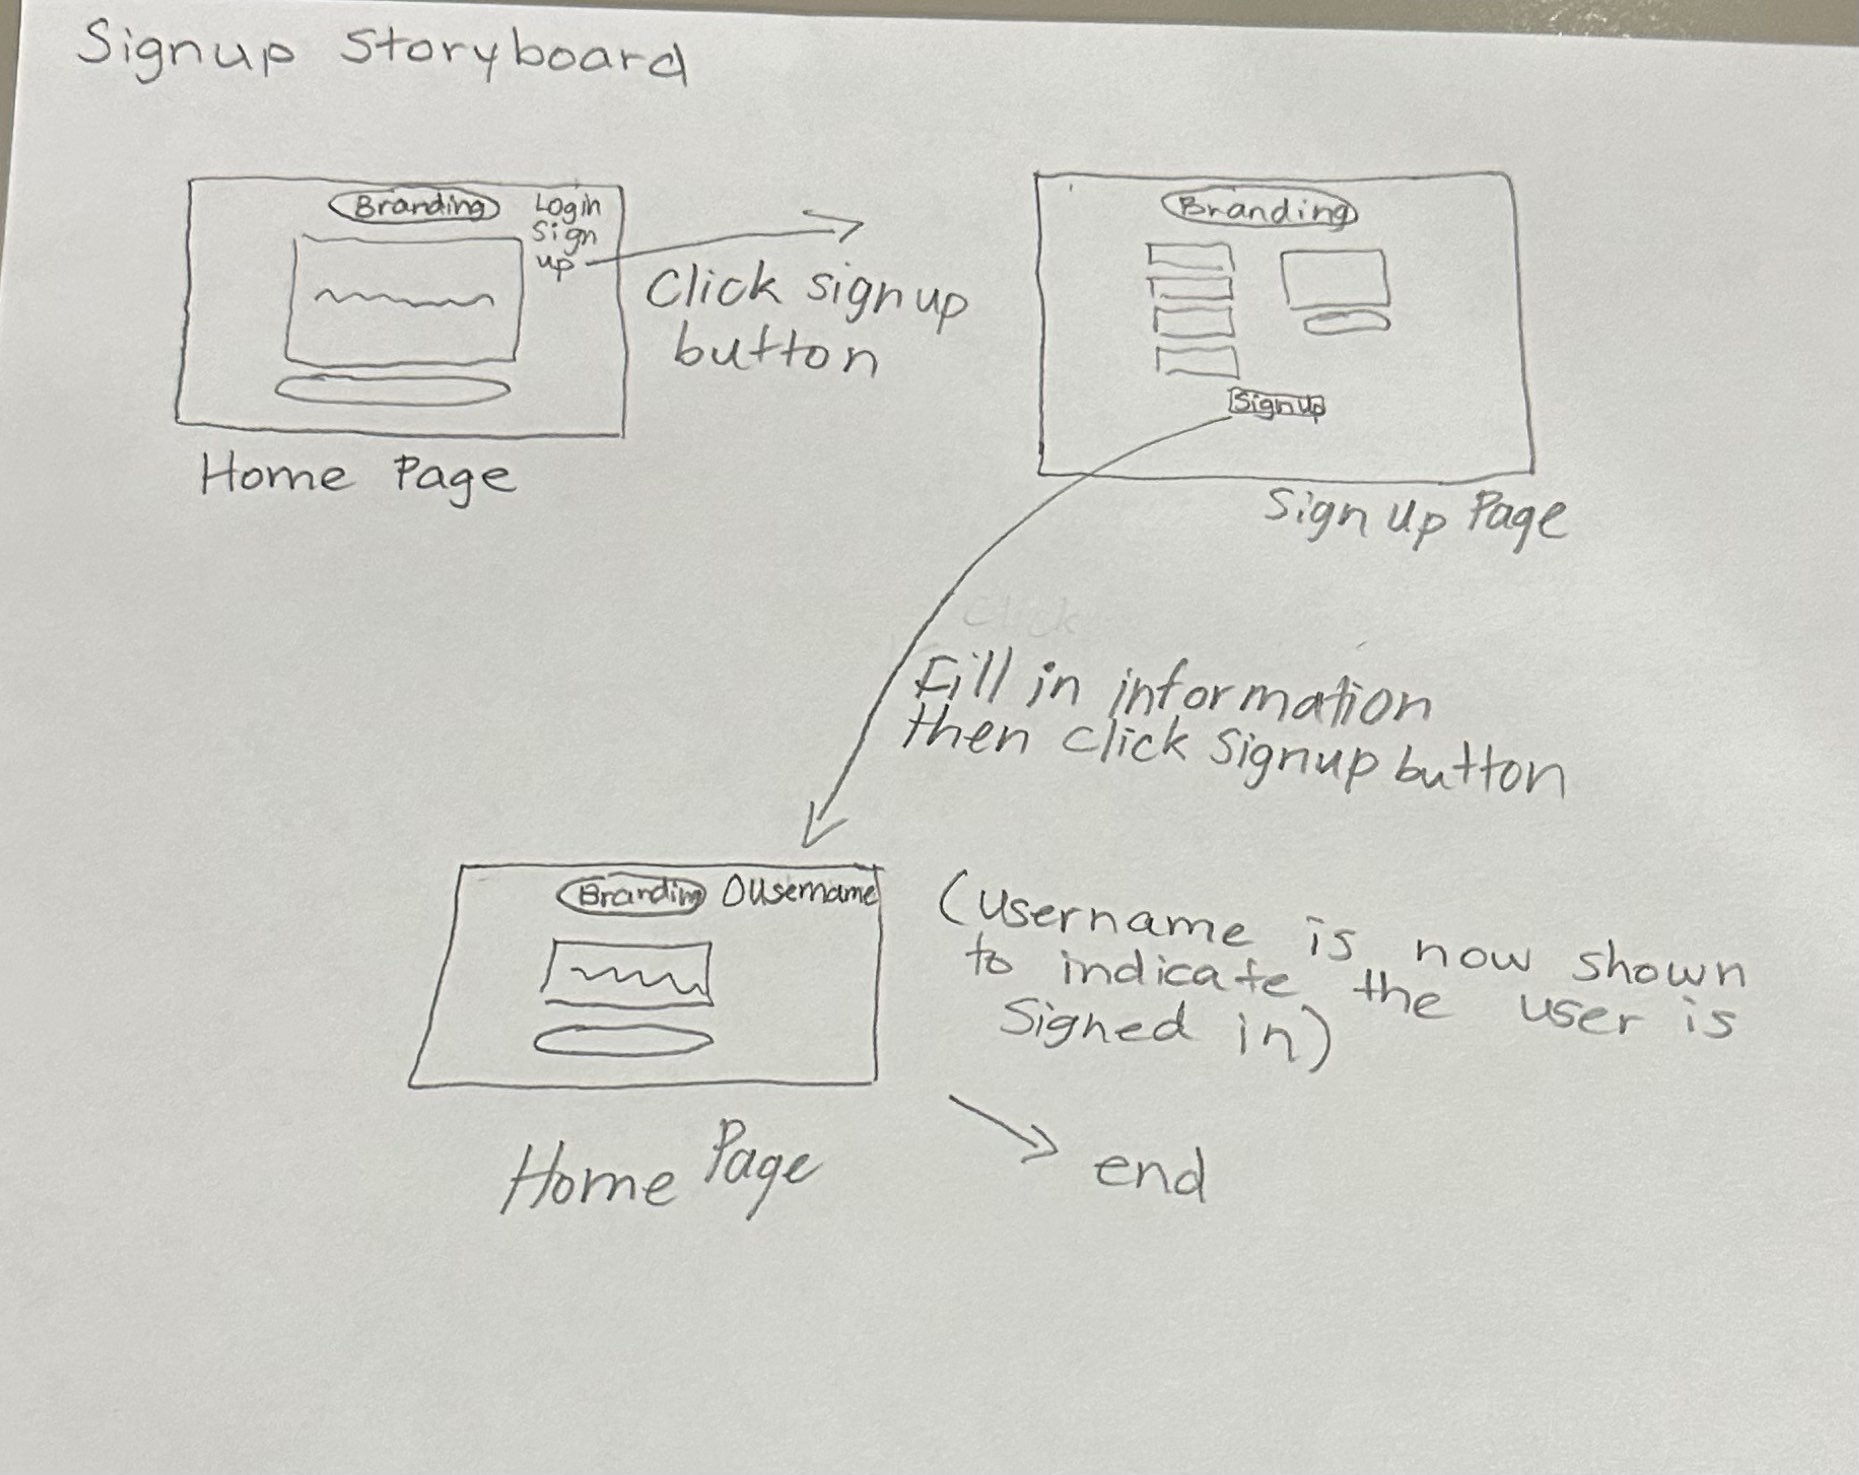 Signup Storyboard
Branding
Login
Sign
up
Click signup
button
Home Page
Branding
Signup
Sign Up Page
Click
Fill in information
then click Signup button
Branding
Username
(username is now shown
to indicate the user is
Signed in)
Home Page
end